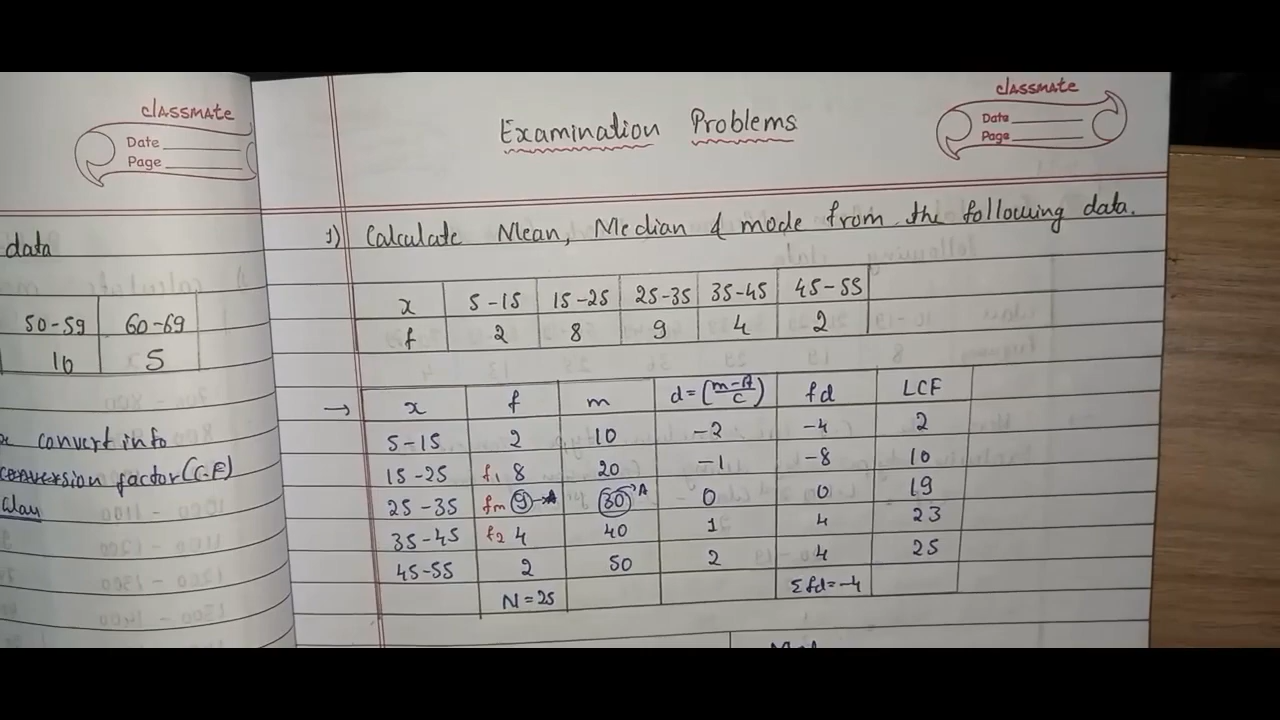 classmate
Date
Page
data
50-59 60-69
10 5
convert into
conversion factor (C.F)
classmate
Date
Page
Examination Problems
1) Calculate Mean, Median & mode from the following data.
x 5-15 15-25 25-35 35-45 45-55
f 2 8 9 4 2
→ x f m d=(m-A/c) fd LCF
5-15 2 10 -2 -4 2
15-25 f1 8 20 -1 -8 10
25-35 fm 9 → A 30 → A 0 0 19
35-45 f2 4 40 1 4 23
45-55 2 50 2 4 25
N = 25 Σfd = -4